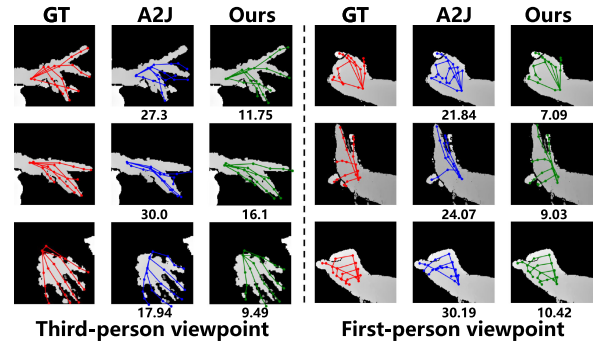 GT A2J Ours GT A2J Ours
27.3 11.75 21.84 7.09
30.0 16.1 24.07 9.03
17.94 9.49 30.19 10.42
Third-person viewpoint First-person viewpoint